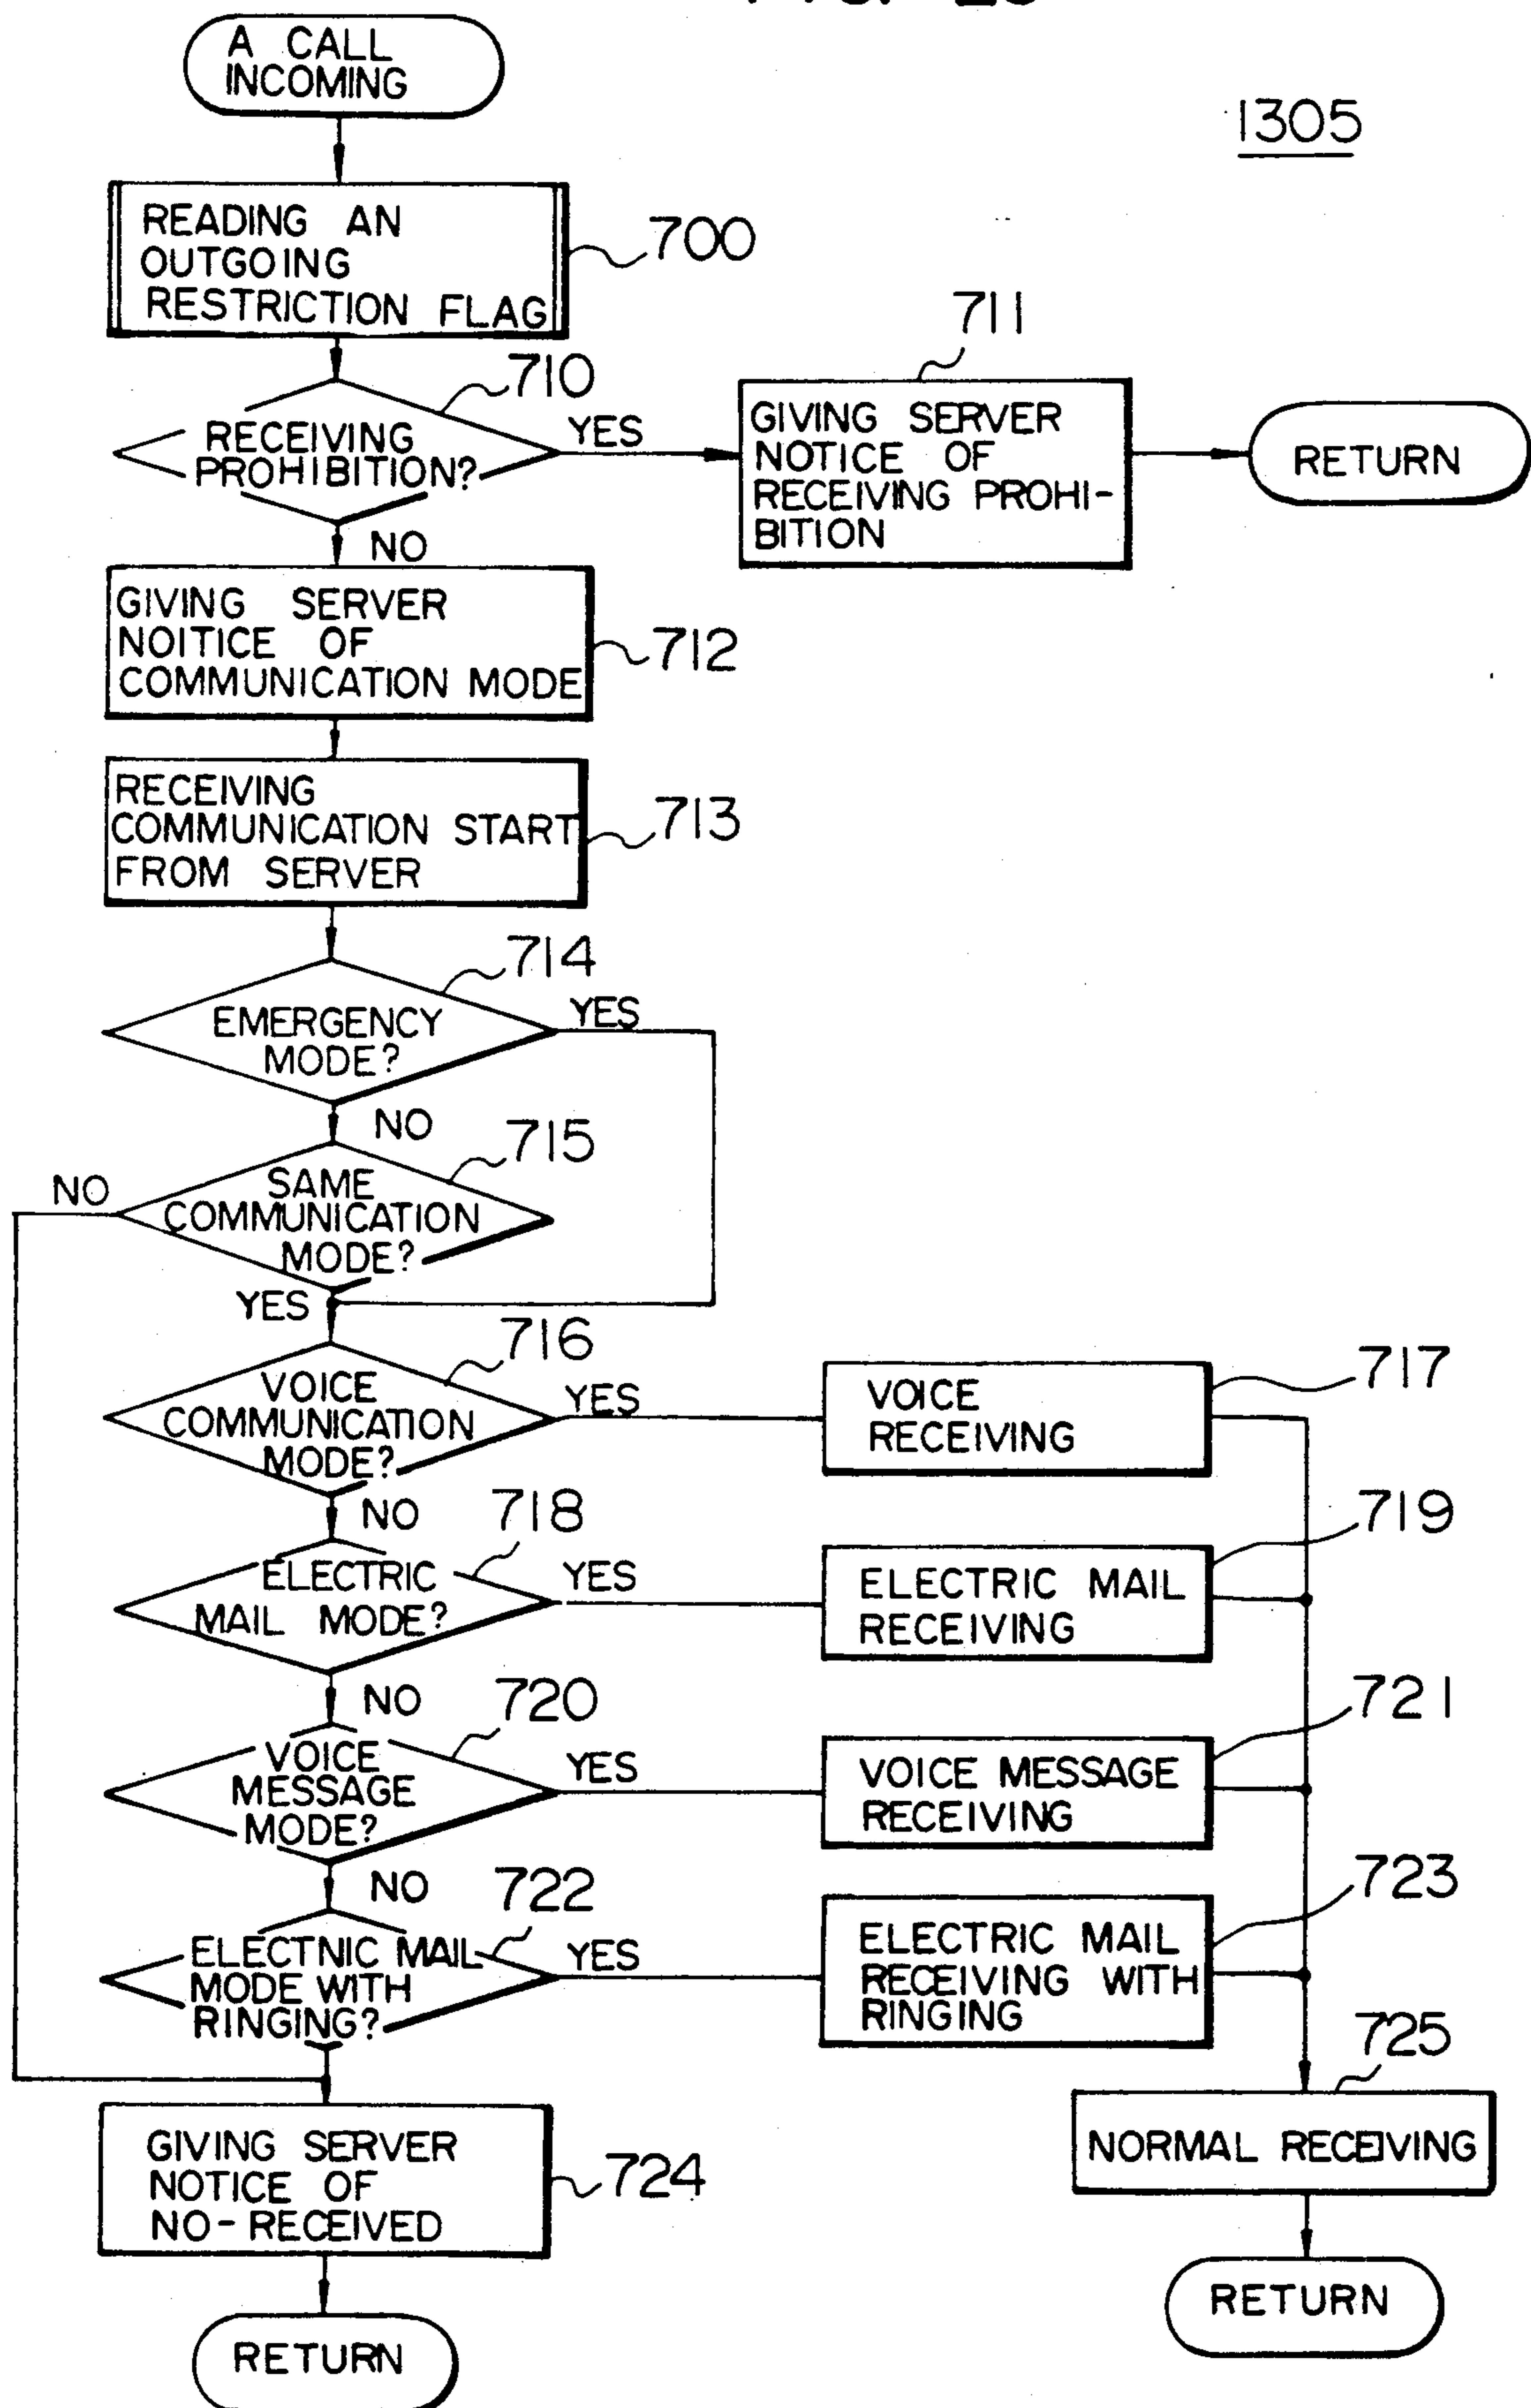 A CALL
INCOMING
1305
READING AN
OUTGOING
RESTRICTION FLAG
700
710
RECEIVING
PROHIBITION?
YES
711
GIVING SERVER
NOTICE OF
RECEIVING PROHI-
BITION
RETURN
NO
GIVING SERVER
NOITICE OF
COMMUNICATION MODE
712
RECEIVING
COMMUNICATION START
FROM SERVER
713
714
EMERGENCY
MODE?
YES
NO
715
NO
SAME
COMMUNICATION
MODE?
YES
716
VOICE
COMMUNICATION
MODE?
YES
VOICE
RECEIVING
717
NO
718
ELECTRIC
MAIL MODE?
YES
ELECTRIC MAIL
RECEIVING
719
NO
720
VOICE
MESSAGE
MODE?
YES
VOICE MESSAGE
RECEIVING
721
NO
722
ELECTNIC MAIL
MODE WITH
RINGING?
YES
ELECTRIC MAIL
RECEIVING WITH
RINGING
723
725
NORMAL RECEIVING
GIVING SERVER
NOTICE OF
NO-RECEIVED
724
RETURN
RETURN